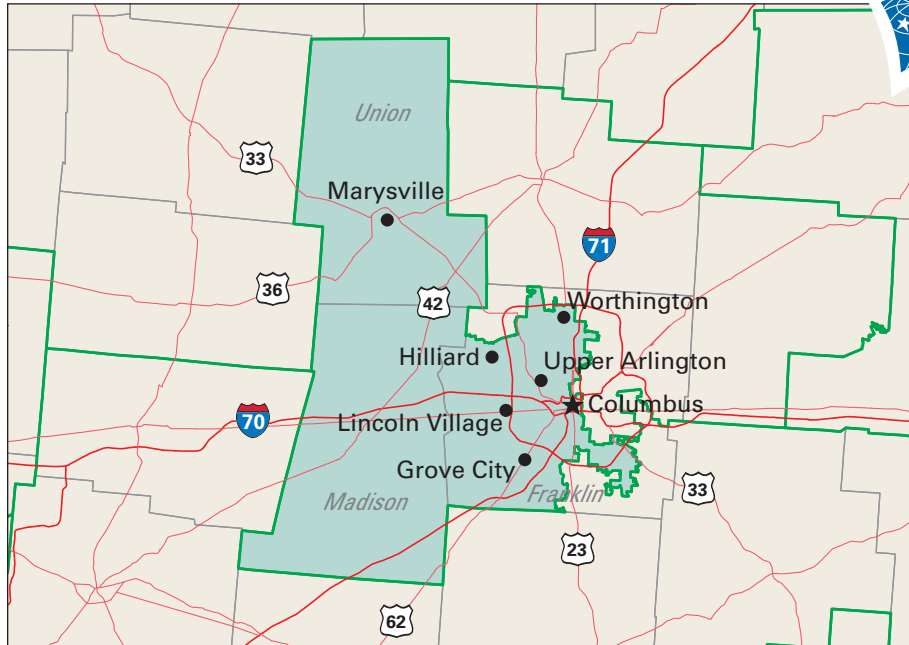 Union
33
Marysville
71
36
42
Worthington
Hilliard
Upper Arlington
Columbus
70
Lincoln Village
Grove City
Madison
Franklin
33
23
62